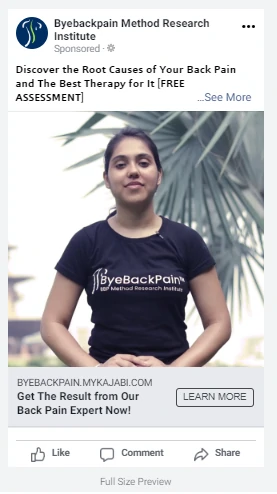 Byebackpain Method Research
Institute
Sponsored ·
Discover the Root Causes of Your Back Pain
and The Best Therapy for It [FREE
ASSESSMENT]
...See More
ByeBackPain™
BBP Method Research Institute
BYEBACKPAIN.MYKAJABI.COM
Get The Result from Our
Back Pain Expert Now!
LEARN MORE
Like
Comment
Share
Full Size Preview